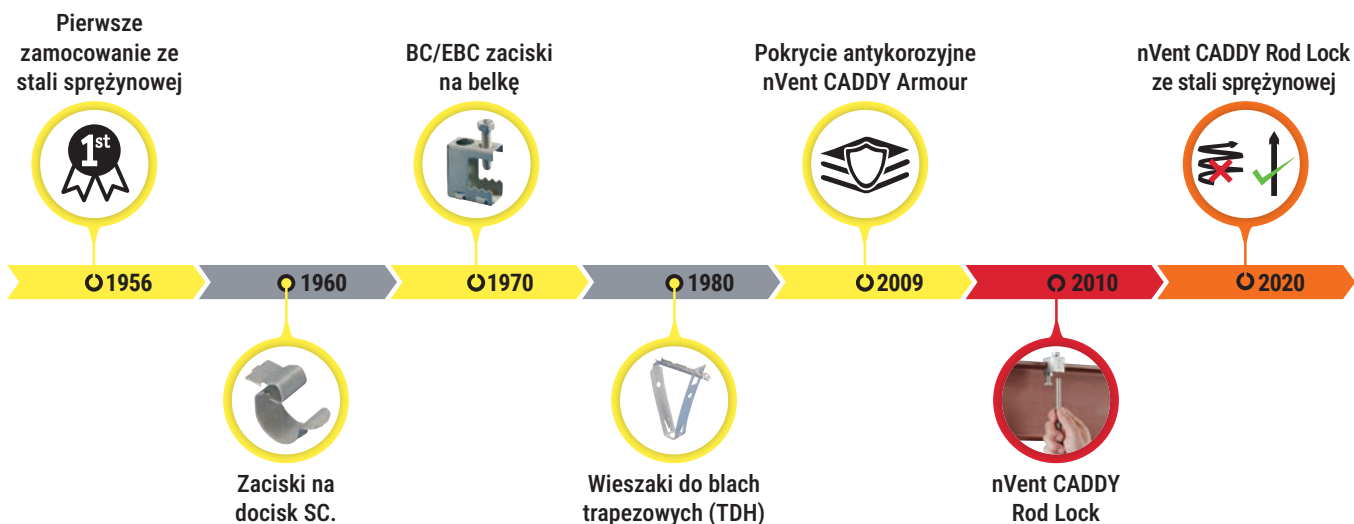 Pierwsze
zamocowanie ze
stali sprężynowej
BC/EBC zaciski
na belkę
Pokrycie antykorozyjne
nVent CADDY Armour
nVent CADDY Rod Lock
ze stali sprężynowej
1st
1956
1960
1970
1980
2009
2010
2020
Zaciski na
docisk SC.
Wieszaki do blach
trapezowych (TDH)
nVent CADDY
Rod Lock